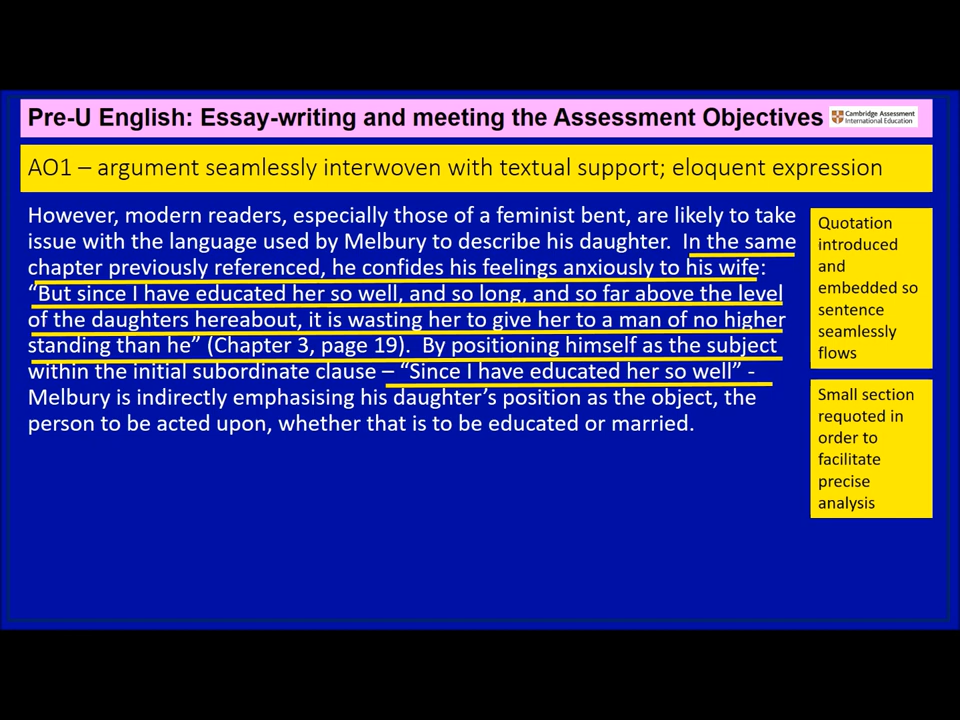 Pre-U English: Essay-writing and meeting the Assessment Objectives
Cambridge Assessment
International Education
AO1 – argument seamlessly interwoven with textual support; eloquent expression
However, modern readers, especially those of a feminist bent, are likely to take
issue with the language used by Melbury to describe his daughter.  In the same
chapter previously referenced, he confides his feelings anxiously to his wife:
“But since I have educated her so well, and so long, and so far above the level
of the daughters hereabout, it is wasting her to give her to a man of no higher
standing than he” (Chapter 3, page 19).  By positioning himself as the subject
within the initial subordinate clause – “Since I have educated her so well” -
Melbury is indirectly emphasising his daughter’s position as the object, the
person to be acted upon, whether that is to be educated or married.
Quotation
introduced
and
embedded so
sentence
seamlessly
flows
Small section
requoted in
order to
facilitate
precise
analysis